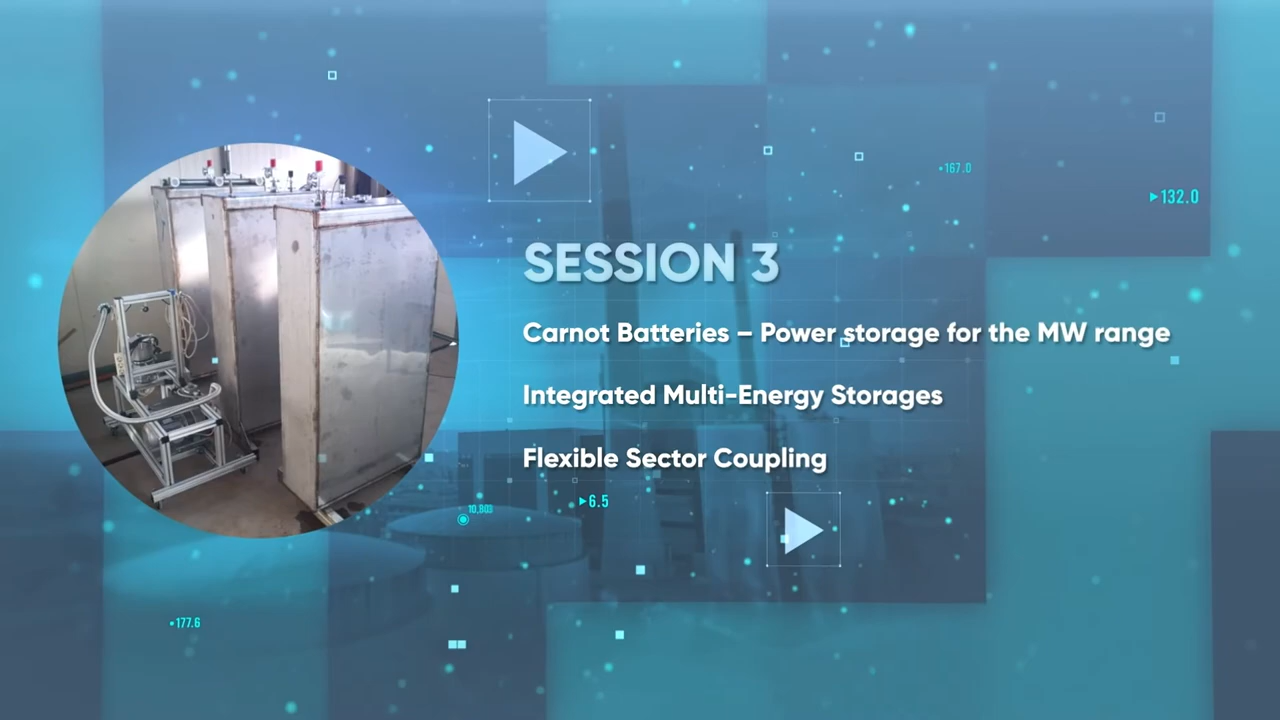 167.0
132.0
SESSION 3
Carnot Batteries – Power storage for the MW range
Integrated Multi-Energy Storages
Flexible Sector Coupling
6.5
10,803
177.6